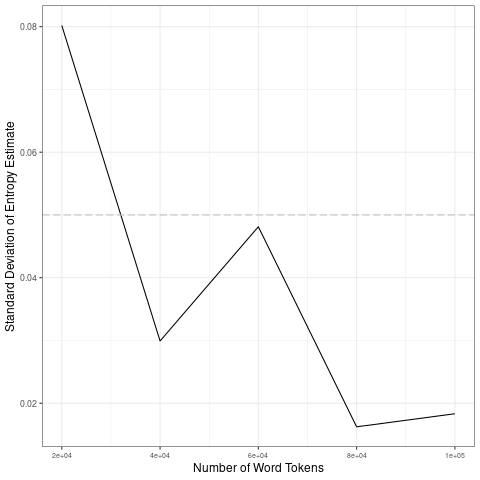 Standard Deviation of Entropy Estimate
0.08
0.06
0.04
0.02
2e+04 4e+04 6e+04 8e+04 1e+05
Number of Word Tokens